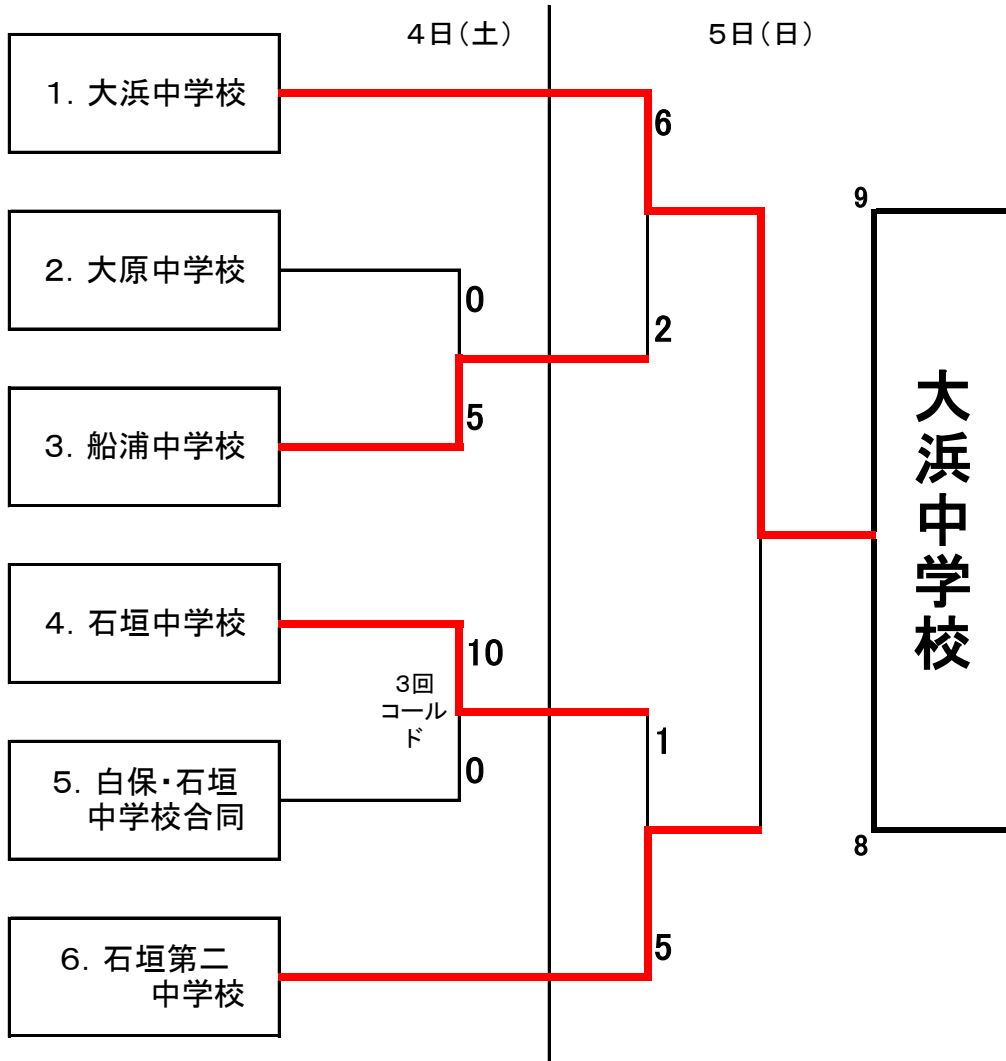 4日(土)
5日(日)
1. 大浜中学校
6
9
2. 大原中学校
0
2
3. 船浦中学校
5
大浜中学校
4. 石垣中学校
10
3回
コール
ド
1
0
5. 白保・石垣
中学校合同
8
6. 石垣第二
中学校
5